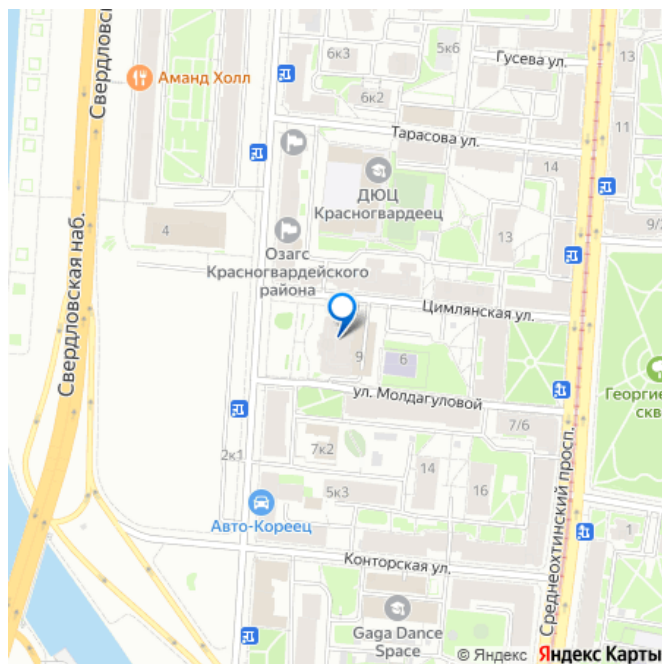 Свердловс
6к3
5к6
Гусева ул.
13
Аманд Холл
6к2
Тарасова ул.
11
14
ДЮЦ
Красногвардеец
4
13
9/2
Озагс
Красногвардейского
района
Цимлянская ул.
Свердловская наб.
9
6
Георгие
скв
ул. Молдагуловой
7/6
2к1
7к2
14
16
5к3
Среднеохтинский просп.
Авто-Кореец
1
Конторская ул.
Gaga Dance
Space
© Яндекс Яндекс Карты